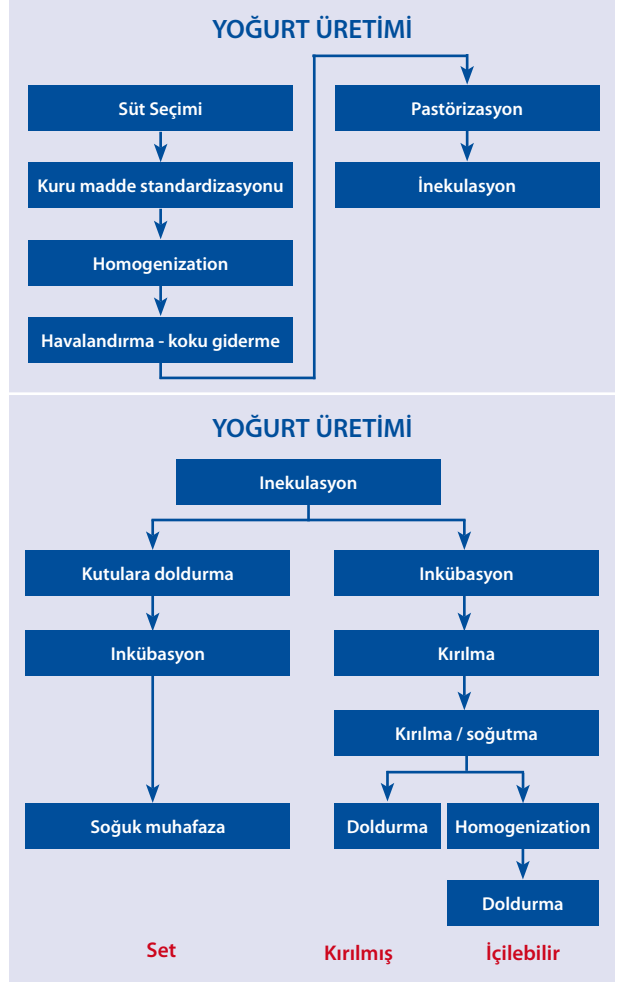 YOĞURT ÜRETİMİ
Süt Seçimi
Kuru madde standardizasyonu
Homogenization
Havalandırma - koku giderme
Pastörizasyon
İnekulasyon
YOĞURT ÜRETİMİ
Inekulasyon
Kutulara doldurma
Inkübasyon
Soğuk muhafaza
Inkübasyon
Kırılma
Kırılma / soğutma
Doldurma
Homogenization
Doldurma
Set
Kırılmış
İçilebilir